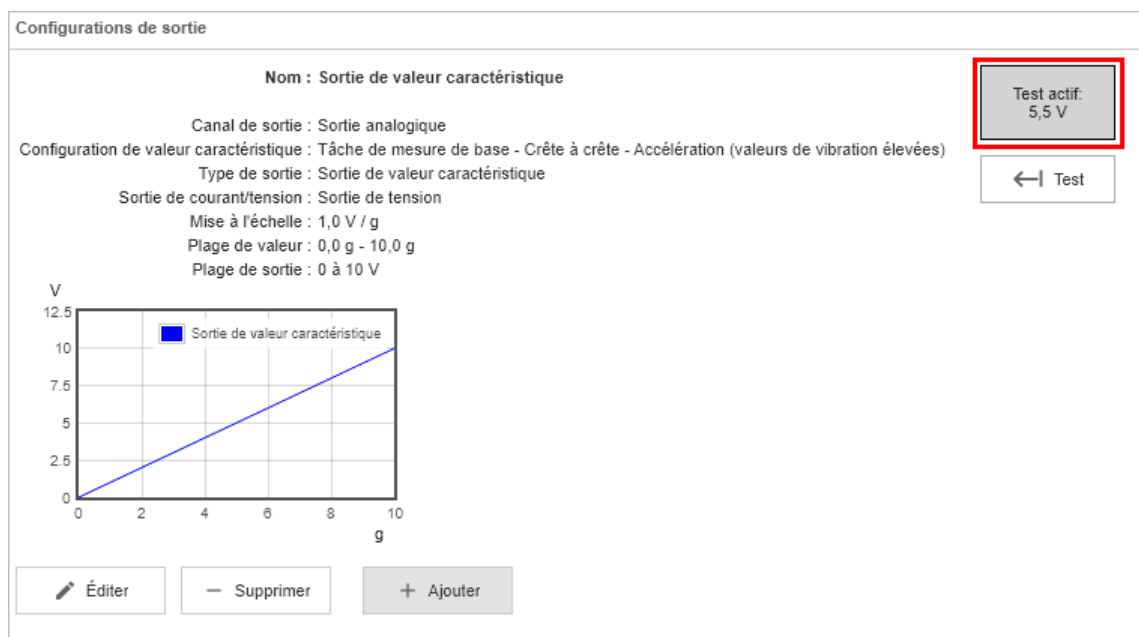 Configurations de sortie
Nom : Sortie de valeur caractéristique
Test actif:
5,5 V
Canal de sortie : Sortie analogique
Configuration de valeur caractéristique : Tâche de mesure de base - Crête à crête - Accélération (valeurs de vibration élevées)
Type de sortie : Sortie de valeur caractéristique
Test
Sortie de courant/tension : Sortie de tension
Mise à l'échelle : 1,0 V / g
Plage de valeur : 0,0 g - 10,0 g
Plage de sortie : 0 à 10 V
V
12.5
Sortie de valeur caractéristique
10
7.5
5
2.5
0
0 2 4 6 8 10
g
Éditer
Supprimer
Ajouter